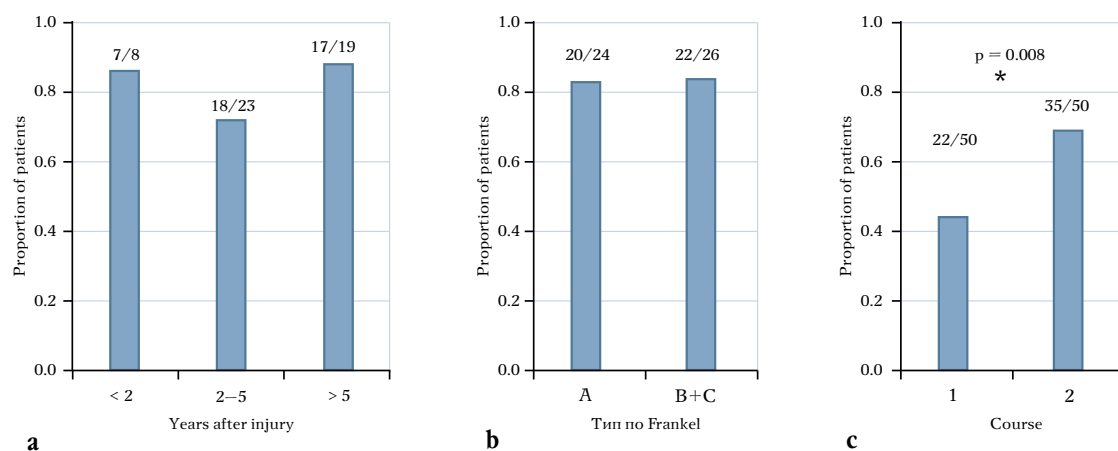 1.0
0.8
0.6
0.4
0.2
0.0
Proportion of patients
7/8
18/23
17/19
< 2
2–5
> 5
Years after injury
a
1.0
0.8
0.6
0.4
0.2
0.0
Proportion of patients
20/24
22/26
A
B+C
Тип по Frankel
b
1.0
0.8
0.6
0.4
0.2
0.0
Proportion of patients
p = 0.008
*
22/50
35/50
1
2
Course
c